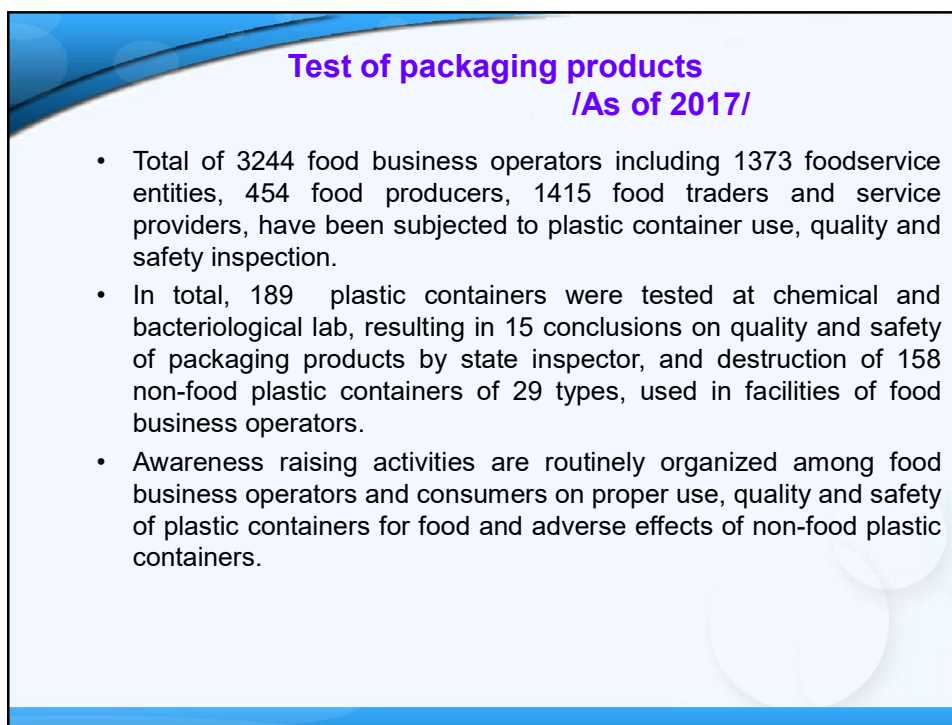 Test of packaging products
/As of 2017/
• Total of 3244 food business operators including 1373 foodservice
entities, 454 food producers, 1415 food traders and service
providers, have been subjected to plastic container use, quality and
safety inspection.
• In total, 189 plastic containers were tested at chemical and
bacteriological lab, resulting in 15 conclusions on quality and safety
of packaging products by state inspector, and destruction of 158
non-food plastic containers of 29 types, used in facilities of food
business operators.
• Awareness raising activities are routinely organized among food
business operators and consumers on proper use, quality and safety
of plastic containers for food and adverse effects of non-food plastic
containers.